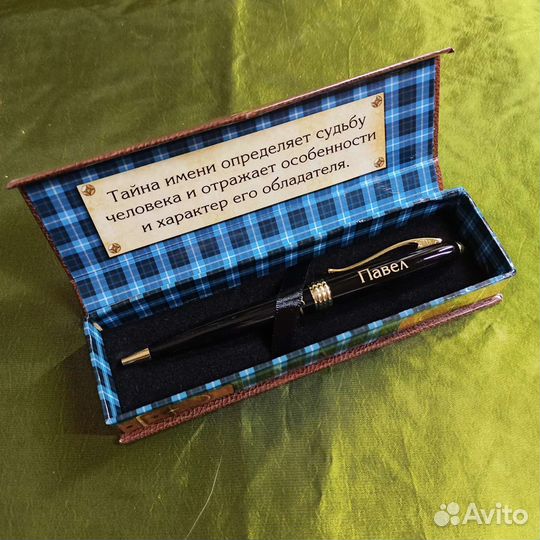 Тайна имени определяет судьбу
человека и отражает особенности
и характер его обладателя.
Павел
Avito